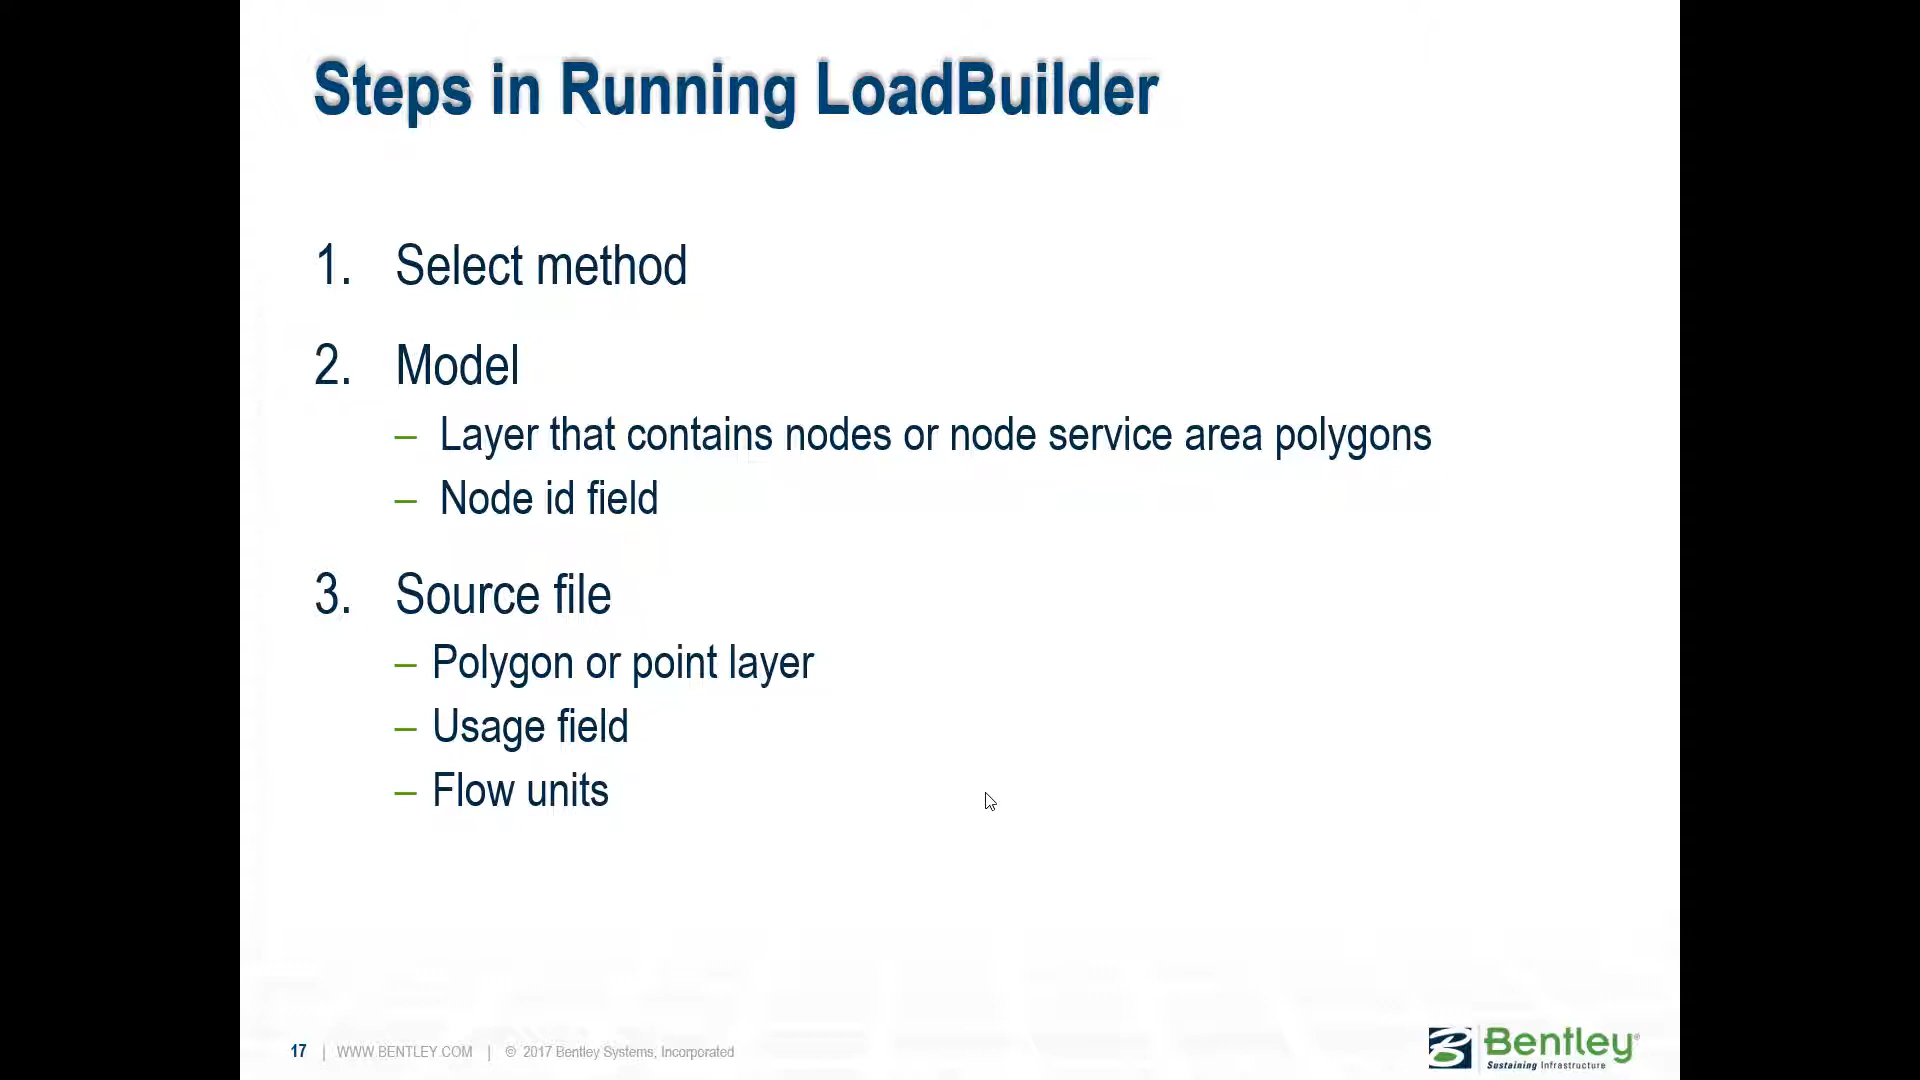 Steps in Running LoadBuilder
1. Select method
2. Model
– Layer that contains nodes or node service area polygons
– Node id field
3. Source file
– Polygon or point layer
– Usage field
– Flow units
17 | WWW.BENTLEY.COM | © 2017 Bentley Systems, Incorporated
Bentley®
Sustaining Infrastructure